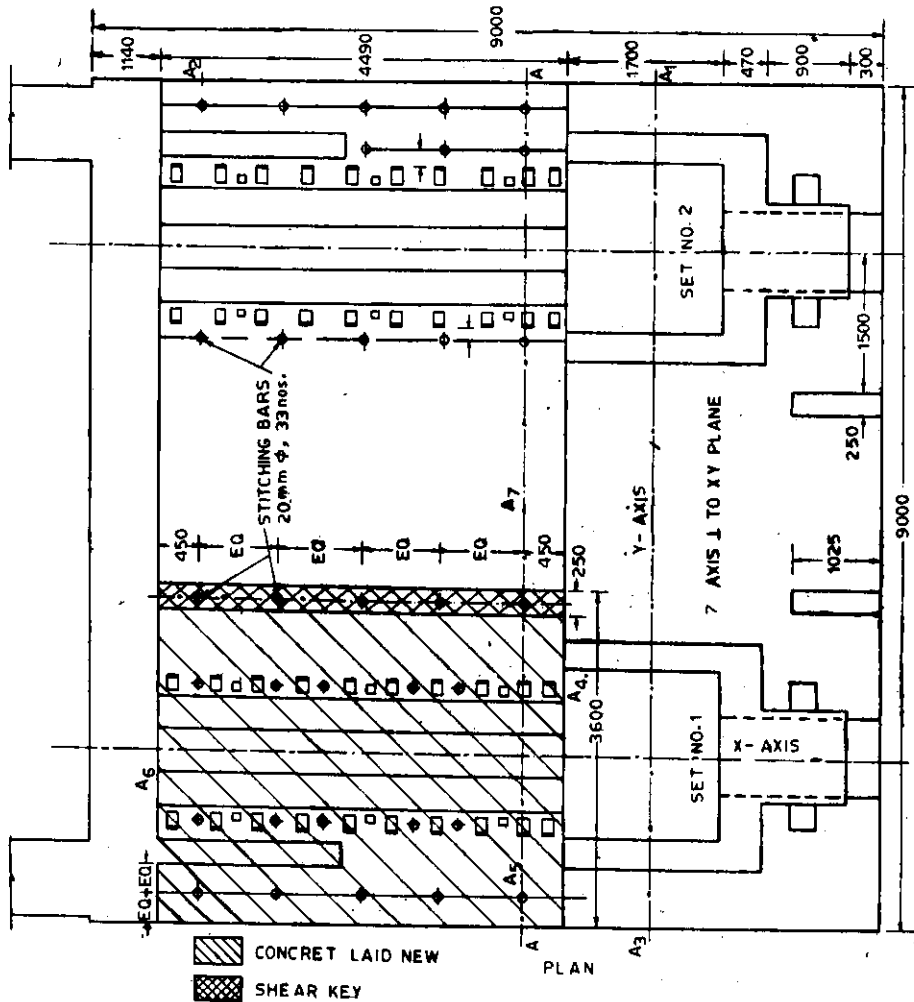 9000
1140
4490
1700
470
900
300
A2
A
A1
SET NO. 2
1500
STITCHING BARS
20mm ϕ, 33 nos.
250
450
EQ
EQ
EQ
EQ
450
A7
Y-AXIS
7 AXIS ⊥ TO XY PLANE
250
1025
9000
A4.
3600
A6
SET NO-1
X-AXIS
EQ+EQ
A5
A
A3
PLAN
CONCRET LAID NEW
SHEAR KEY